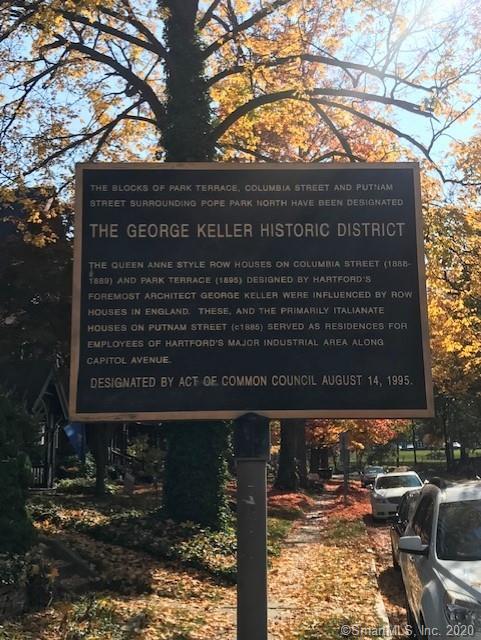 THE BLOCKS OF PARK TERRACE, COLUMBIA STREET AND PUTNAM
STREET SURROUNDING POPE PARK NORTH HAVE BEEN DESIGNATED
THE GEORGE KELLER HISTORIC DISTRICT
THE QUEEN ANNE STYLE ROW HOUSES ON COLUMBIA STREET (1888-
1889) AND PARK TERRACE (1895) DESIGNED BY HARTFORD'S
FOREMOST ARCHITECT GEORGE KELLER WERE INFLUENCED BY ROW
HOUSES IN ENGLAND. THESE, AND THE PRIMARILY ITALIANATE
HOUSES ON PUTNAM STREET (c1885) SERVED AS RESIDENCES FOR
EMPLOYEES OF HARTFORD'S MAJOR INDUSTRIAL AREA ALONG
CAPITOL AVENUE.
DESIGNATED BY ACT OF COMMON COUNCIL AUGUST 14, 1995.
©SmartMLS, Inc. 2020